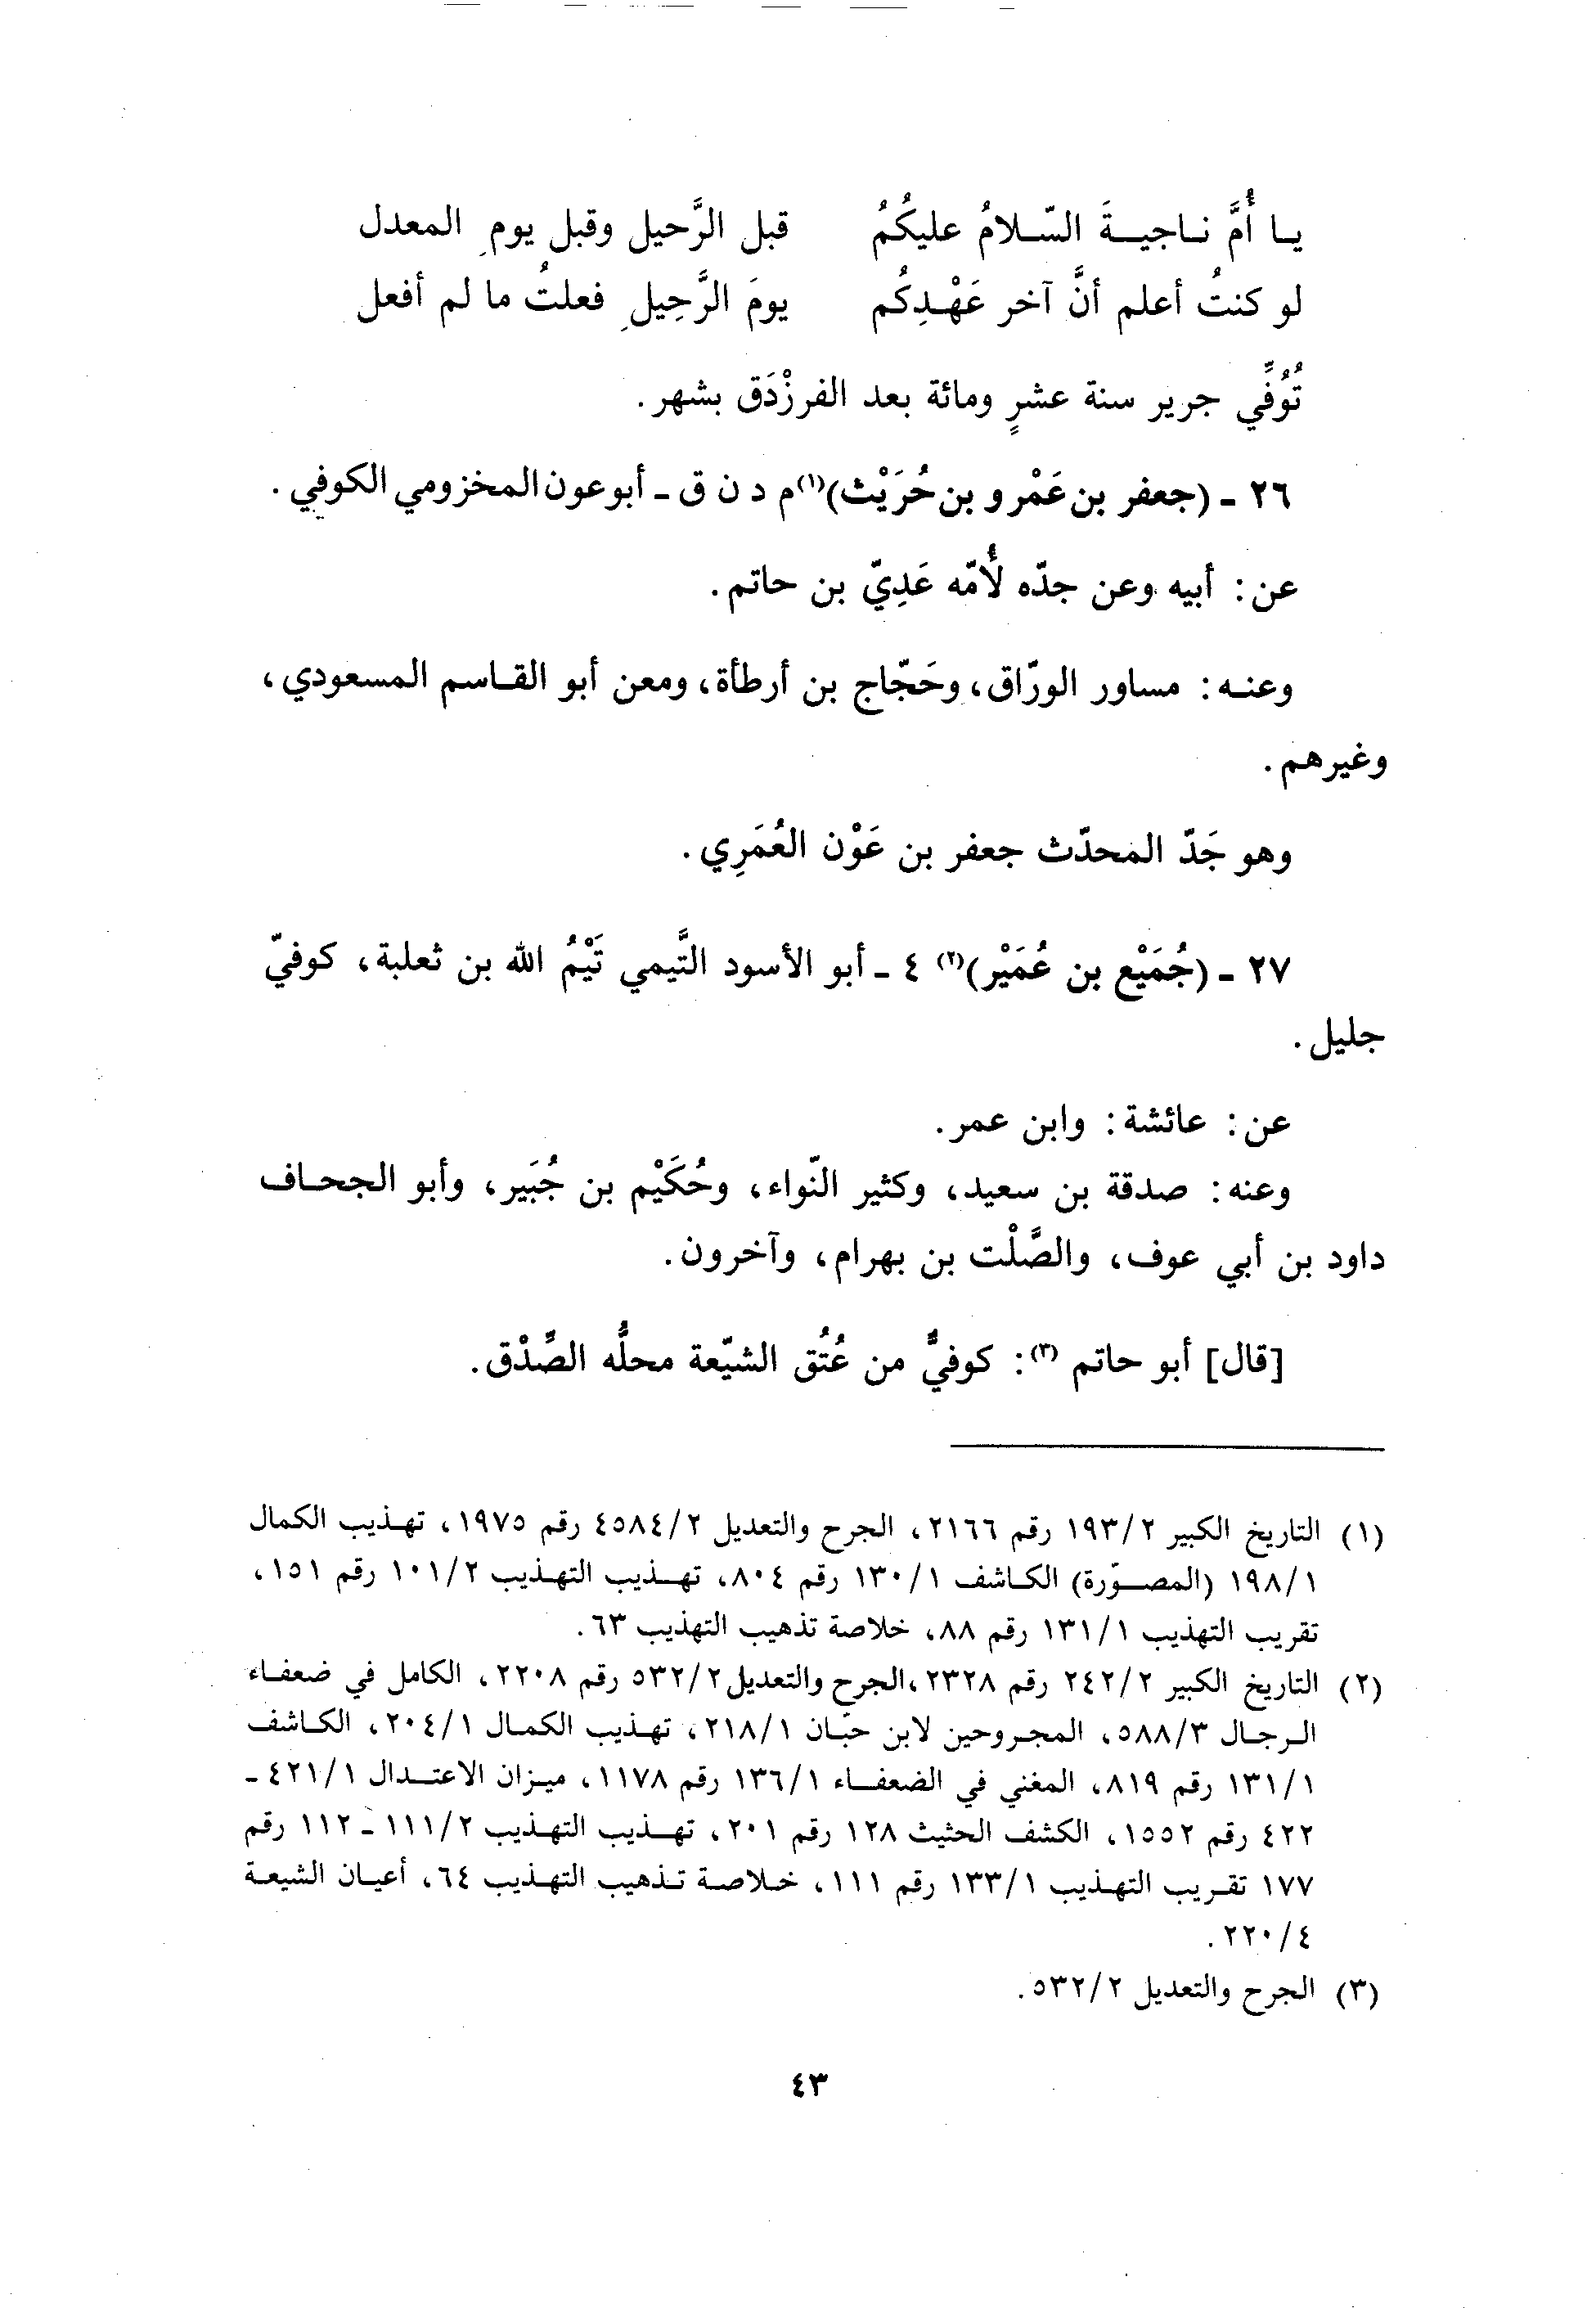 يا أُمَّ ناجيةَ السّلامُ عليكُمُ قبل الرَّحيل وقبل يومِ المعدل
لو كنتُ أعلم أنَّ آخر عَهْدِكُم يومَ الرَّحِيلِ فعلتُ ما لم أفعل
تُوُفِّي جرير سنة عشرٍ ومائة بعد الفرزْدَق بشهر.
٢٦ - (جعفر بن عَمْرو بن حُرَيْث)(١) م د ن ق - أبو عون المخزومي الكوفي.
عن: أبيه وعن جدّه لأُمّه عَدِيّ بن حاتم.
وعنه: مساور الورّاق، وحَجّاج بن أرطأة، ومعن أبو القاسم المسعودي،
وغيرهم.
وهو جَدّ المحدّث جعفر بن عَوْن العُمَرِي.
٢٧ - (جُمَيْع بن عُمَيْر)(٢) ٤ - أبو الأسود التَّيمي تَيْمُ الله بن ثعلبة، كوفيّ
جليل.
عن: عائشة: وابن عمر.
وعنه: صدقة بن سعيد، وكثير النّواء، وحُكَيْم بن جُبَير، وأبو الجحاف
داود بن أبي عوف، والصَّلْت بن بهرام، وآخرون.
[قال] أبو حاتم (٣): كوفيٌّ من عُتُق الشيّعة محلُّه الصِّدْق.
(١) التاريخ الكبير ٢/١٩٣ رقم ٢١٦٦، الجرح والتعديل ٢/٤٥٨٤ رقم ١٩٧٥، تهذيب الكمال
١/١٩٨ (المصوّرة) الكاشف ١/١٣٠ رقم ٨٠٤، تهذيب التهذيب ٢/١٠١ رقم ١٥١،
تقريب التهذيب ١/١٣١ رقم ٨٨، خلاصة تذهيب التهذيب ٦٣.
(٢) التاريخ الكبير ٢/٢٤٢ رقم ٢٣٢٨، الجرح والتعديل ٢/٥٣٢ رقم ٢٢٠٨، الكامل في ضعفاء
الرجال ٣/٥٨٨، المجروحين لابن حبّان ١/٢١٨، تهذيب الكمال ١/٢٠٤، الكاشف
١/١٣١ رقم ٨١٩، المغني في الضعفاء ١/١٣٦ رقم ١١٧٨، ميزان الاعتدال ١/٤٢١ -
٤٢٢ رقم ١٥٥٢، الكشف الحثيث ١٢٨ رقم ٢٠١، تهذيب التهذيب ٢/١١١ - ١١٢ رقم
١٧٧ تقريب التهذيب ١/١٣٣ رقم ١١١، خلاصة تذهيب التهذيب ٦٤، أعيان الشيعة
٤/٢٢٠.
(٣) الجرح والتعديل ٢/٥٣٢.
٤٣